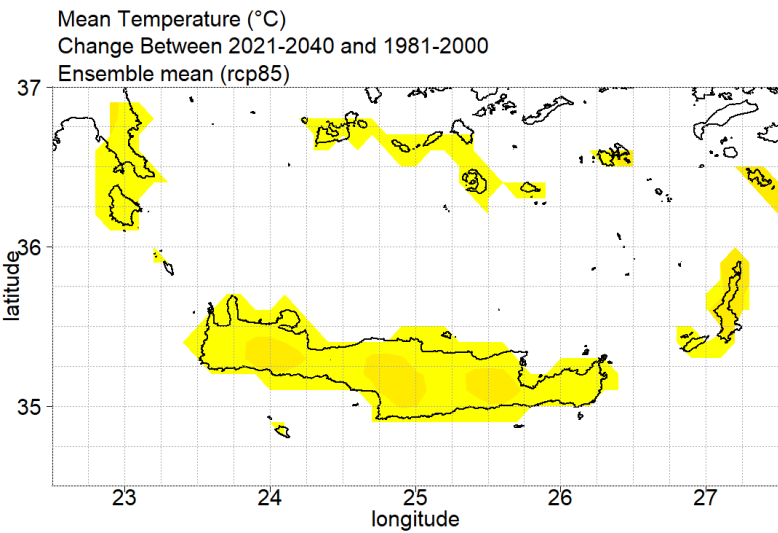 Mean Temperature (°C)
Change Between 2021-2040 and 1981-2000
Ensemble mean (rcp85)
37
36
35
latitude
23 24 25 26 27
longitude